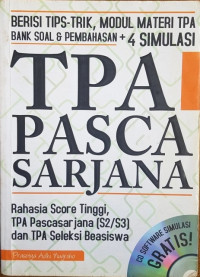 BERISI TIPS-TRIK, MODUL MATERI TPA
BANK SOAL & PEMBAHASAN + 4 SIMULASI
TPA
PASCA
SARJANA
Rahasia Score Tinggi,
TPA Pascasarjana (S2/S3)
dan TPA Seleksi Beasiswa
CD SOFTWARE SIMULASI
GRATIS!